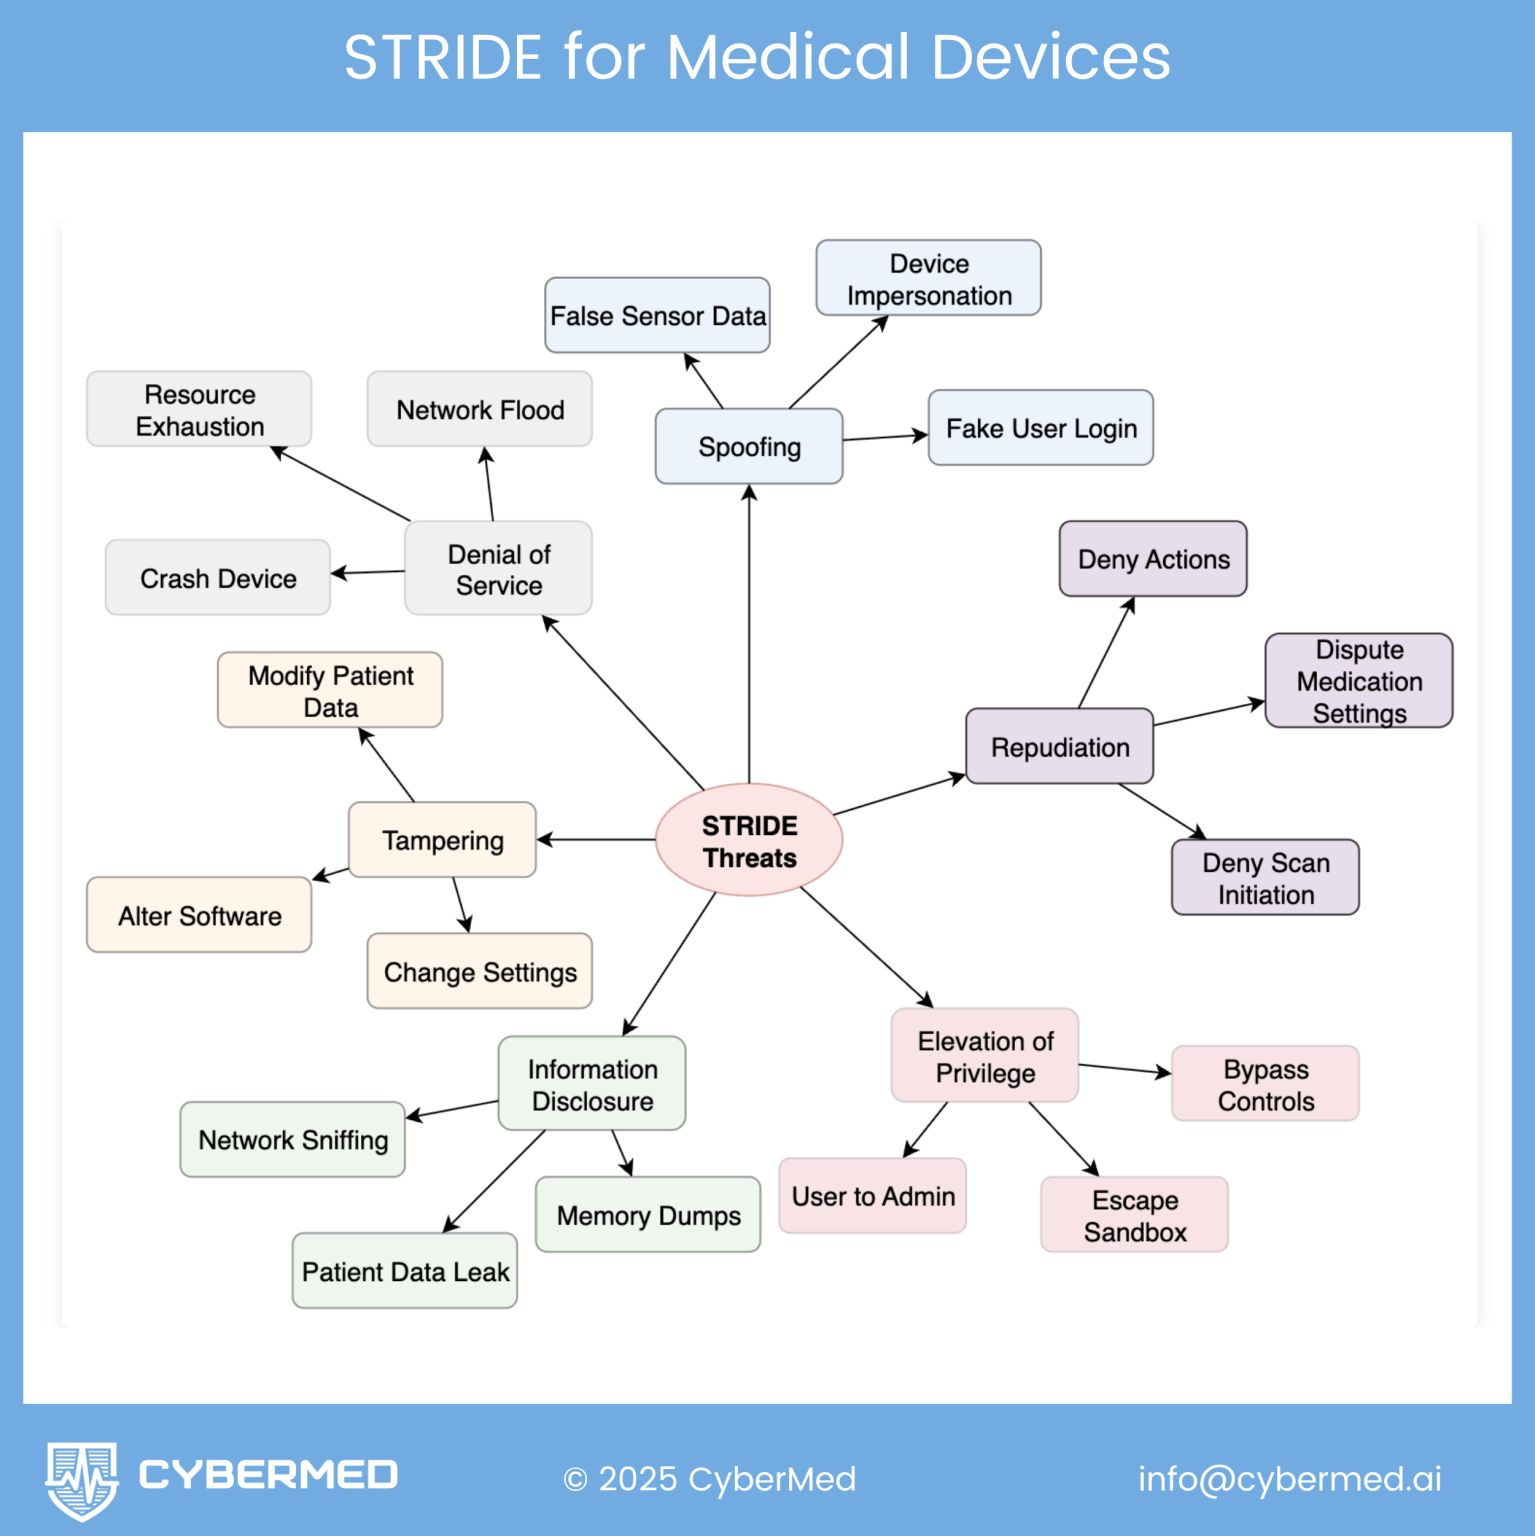 STRIDE for Medical Devices
Device
Impersonation
False Sensor Data
Resource
Exhaustion
Network Flood
Spoofing
Fake User Login
Denial of
Service
Crash Device
Deny Actions
Modify Patient
Data
Dispute
Medication
Settings
Repudiation
STRIDE
Threats
Tampering
Deny Scan
Initiation
Alter Software
Change Settings
Information
Disclosure
Elevation of
Privilege
Bypass
Controls
Network Sniffing
User to Admin
Escape
Sandbox
Memory Dumps
Patient Data Leak
CYBERMED
© 2025 CyberMed
info@cybermed.ai